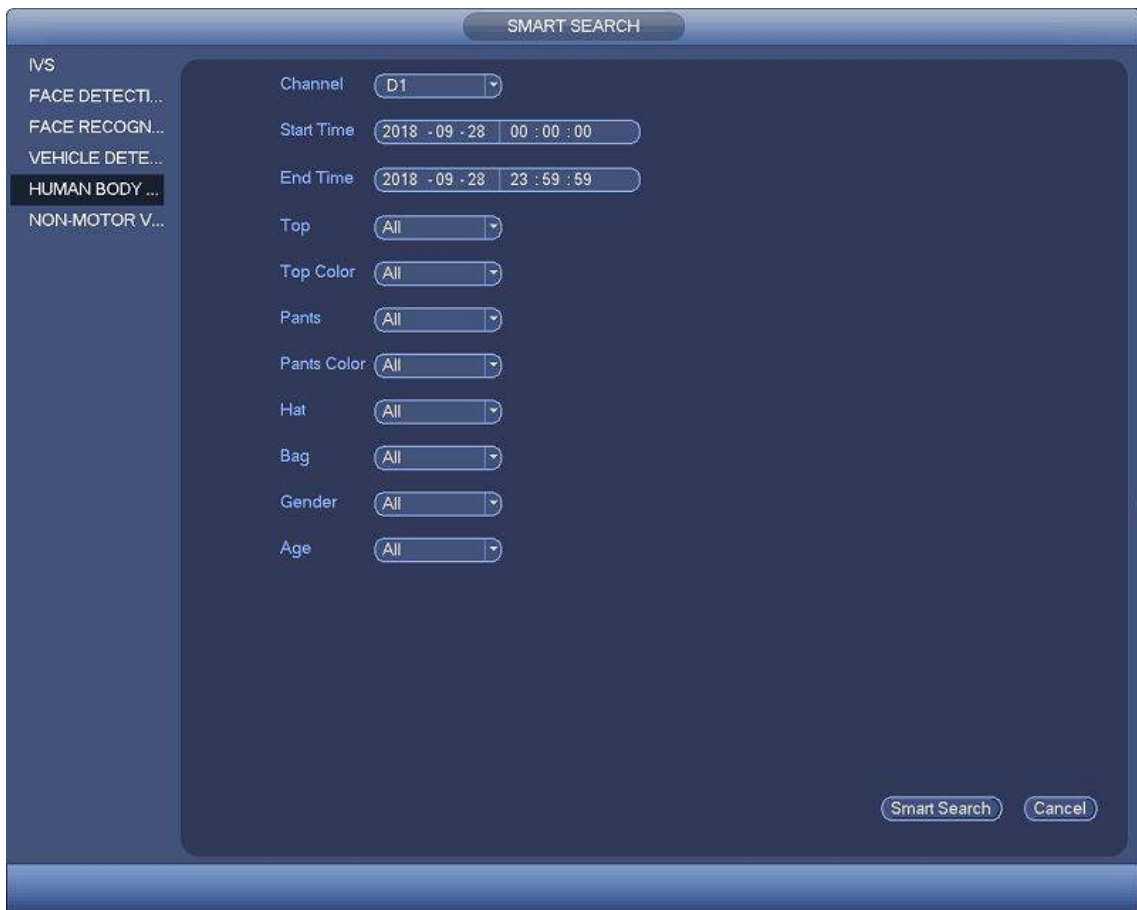 SMART SEARCH
IVS
FACE DETECTI...
FACE RECOGN...
VEHICLE DETE...
HUMAN BODY ...
NON-MOTOR V...
Channel D1
Start Time 2018 - 09 - 28 00 : 00 : 00
End Time 2018 - 09 - 28 23 : 59 : 59
Top All
Top Color All
Pants All
Pants Color All
Hat All
Bag All
Gender All
Age All
Smart Search Cancel